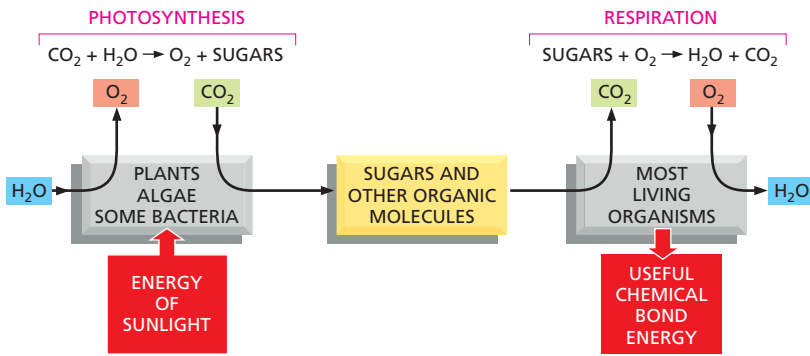 PHOTOSYNTHESIS
CO₂ + H₂O → O₂ + SUGARS
O₂
CO₂
H₂O
PLANTS
ALGAE
SOME BACTERIA
ENERGY
OF
SUNLIGHT
SUGARS AND
OTHER ORGANIC
MOLECULES
RESPIRATION
SUGARS + O₂ → H₂O + CO₂
CO₂
O₂
MOST
LIVING
ORGANISMS
H₂O
USEFUL
CHEMICAL
BOND
ENERGY